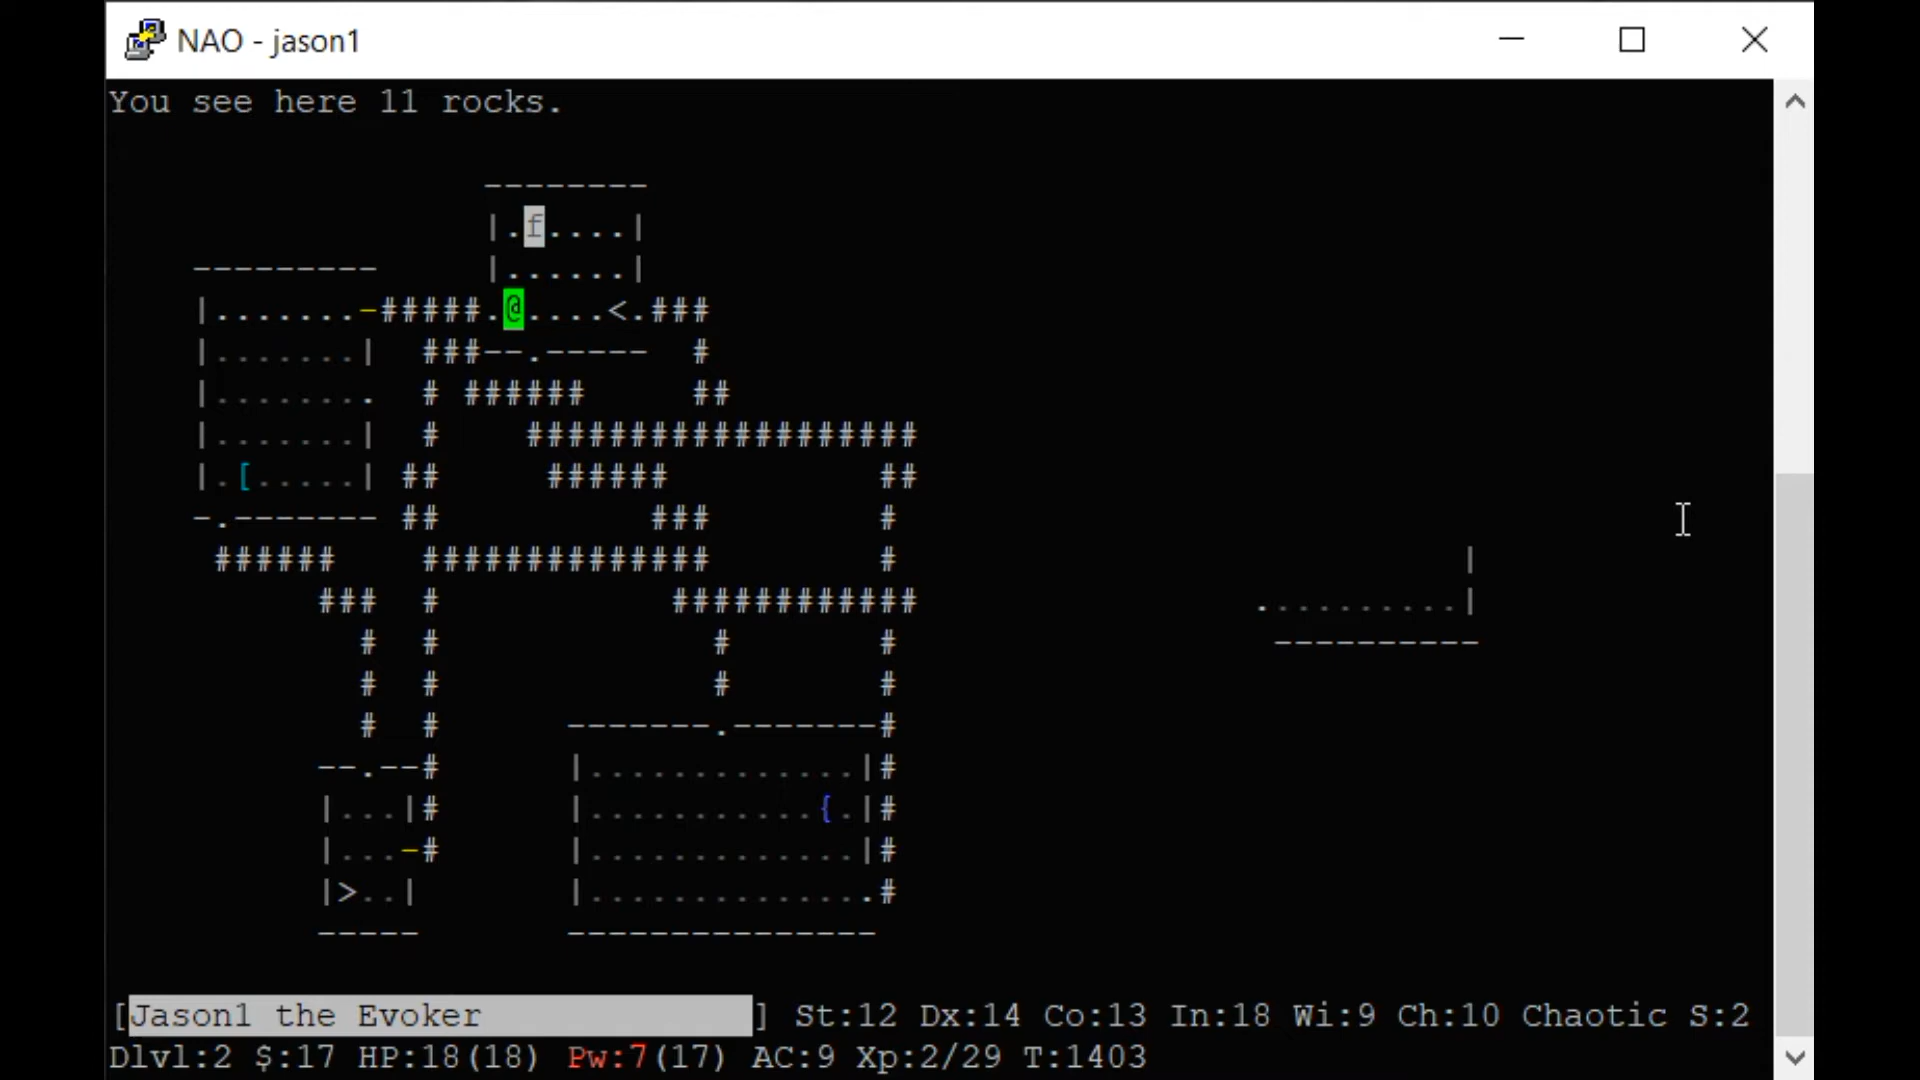 NAO - jason1
You see here 11 rocks.
--------
|.f....|
--------- |......|
|.......-#####.@....<.###
|.......| ###--.----- #
|........ # ###### ##
|.......| # ###################
|.[.....| ## ###### ##
-.------- ## ### #
###### ############## # |
### # ############ ..........|
# # # # ----------
# # # #
# # -------.-------#
--.--# |.............|#
|...|# |...........{.|#
|...-# |.............|#
|>..| |..............#
----- ---------------
[Jason1 the Evoker ] St:12 Dx:14 Co:13 In:18 Wi:9 Ch:10 Chaotic S:2
Dlvl:2 $:17 HP:18(18) Pw:7(17) AC:9 Xp:2/29 T:1403